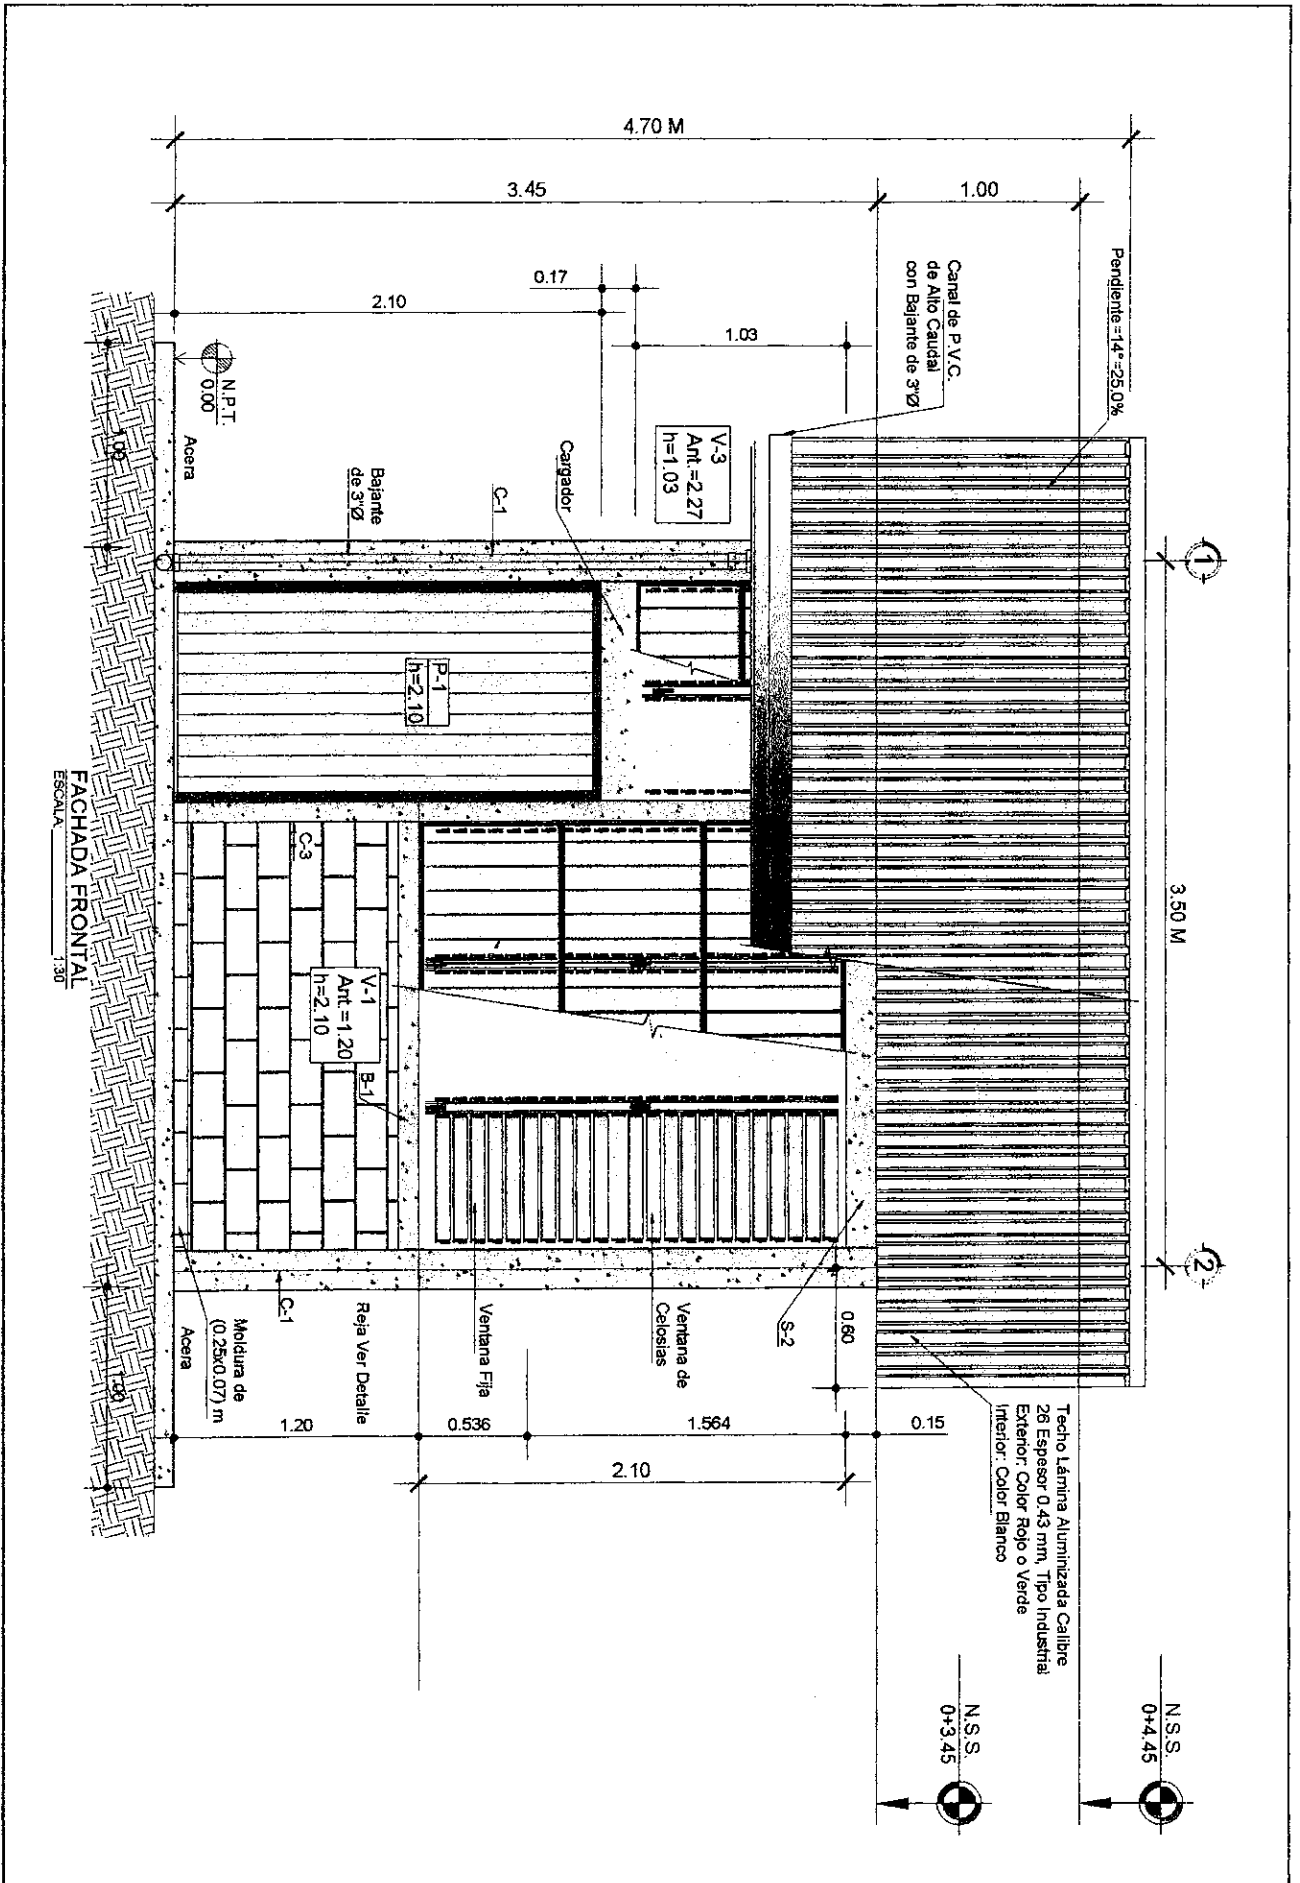 1
2
3.50 M
4.70 M
3.45
1.00
Pendiente=14°=25.0%
Canal de P.V.C.
de Alto Caudal
con Bajante de 3"Ø
0.17
2.10
1.03
V-3
Ant.=2.27
h=1.03
Cargador
C-1
Bajante
de 3"Ø
N.P.T.
0.00
Acera
1.00
P-1
h=2.10
C-3
V-1
Ant.=1.20
h=2.10
B-1
Techo Lámina Aluminizada Calibre
26 Espesor 0.43 mm, Tipo Industrial
Exterior: Color Rojo o Verde
Interior: Color Blanco
N.S.S.
0+4.45
N.S.S.
0+3.45
0.60
S-2
Ventana de
Celosias
Ventana Fija
Reja Ver Detalle
C-1
Moldura de
(0.25x0.07) m
Acera
1.00
0.15
1.564
0.536
1.20
2.10
FACHADA FRONTAL
ESCALA 1:30